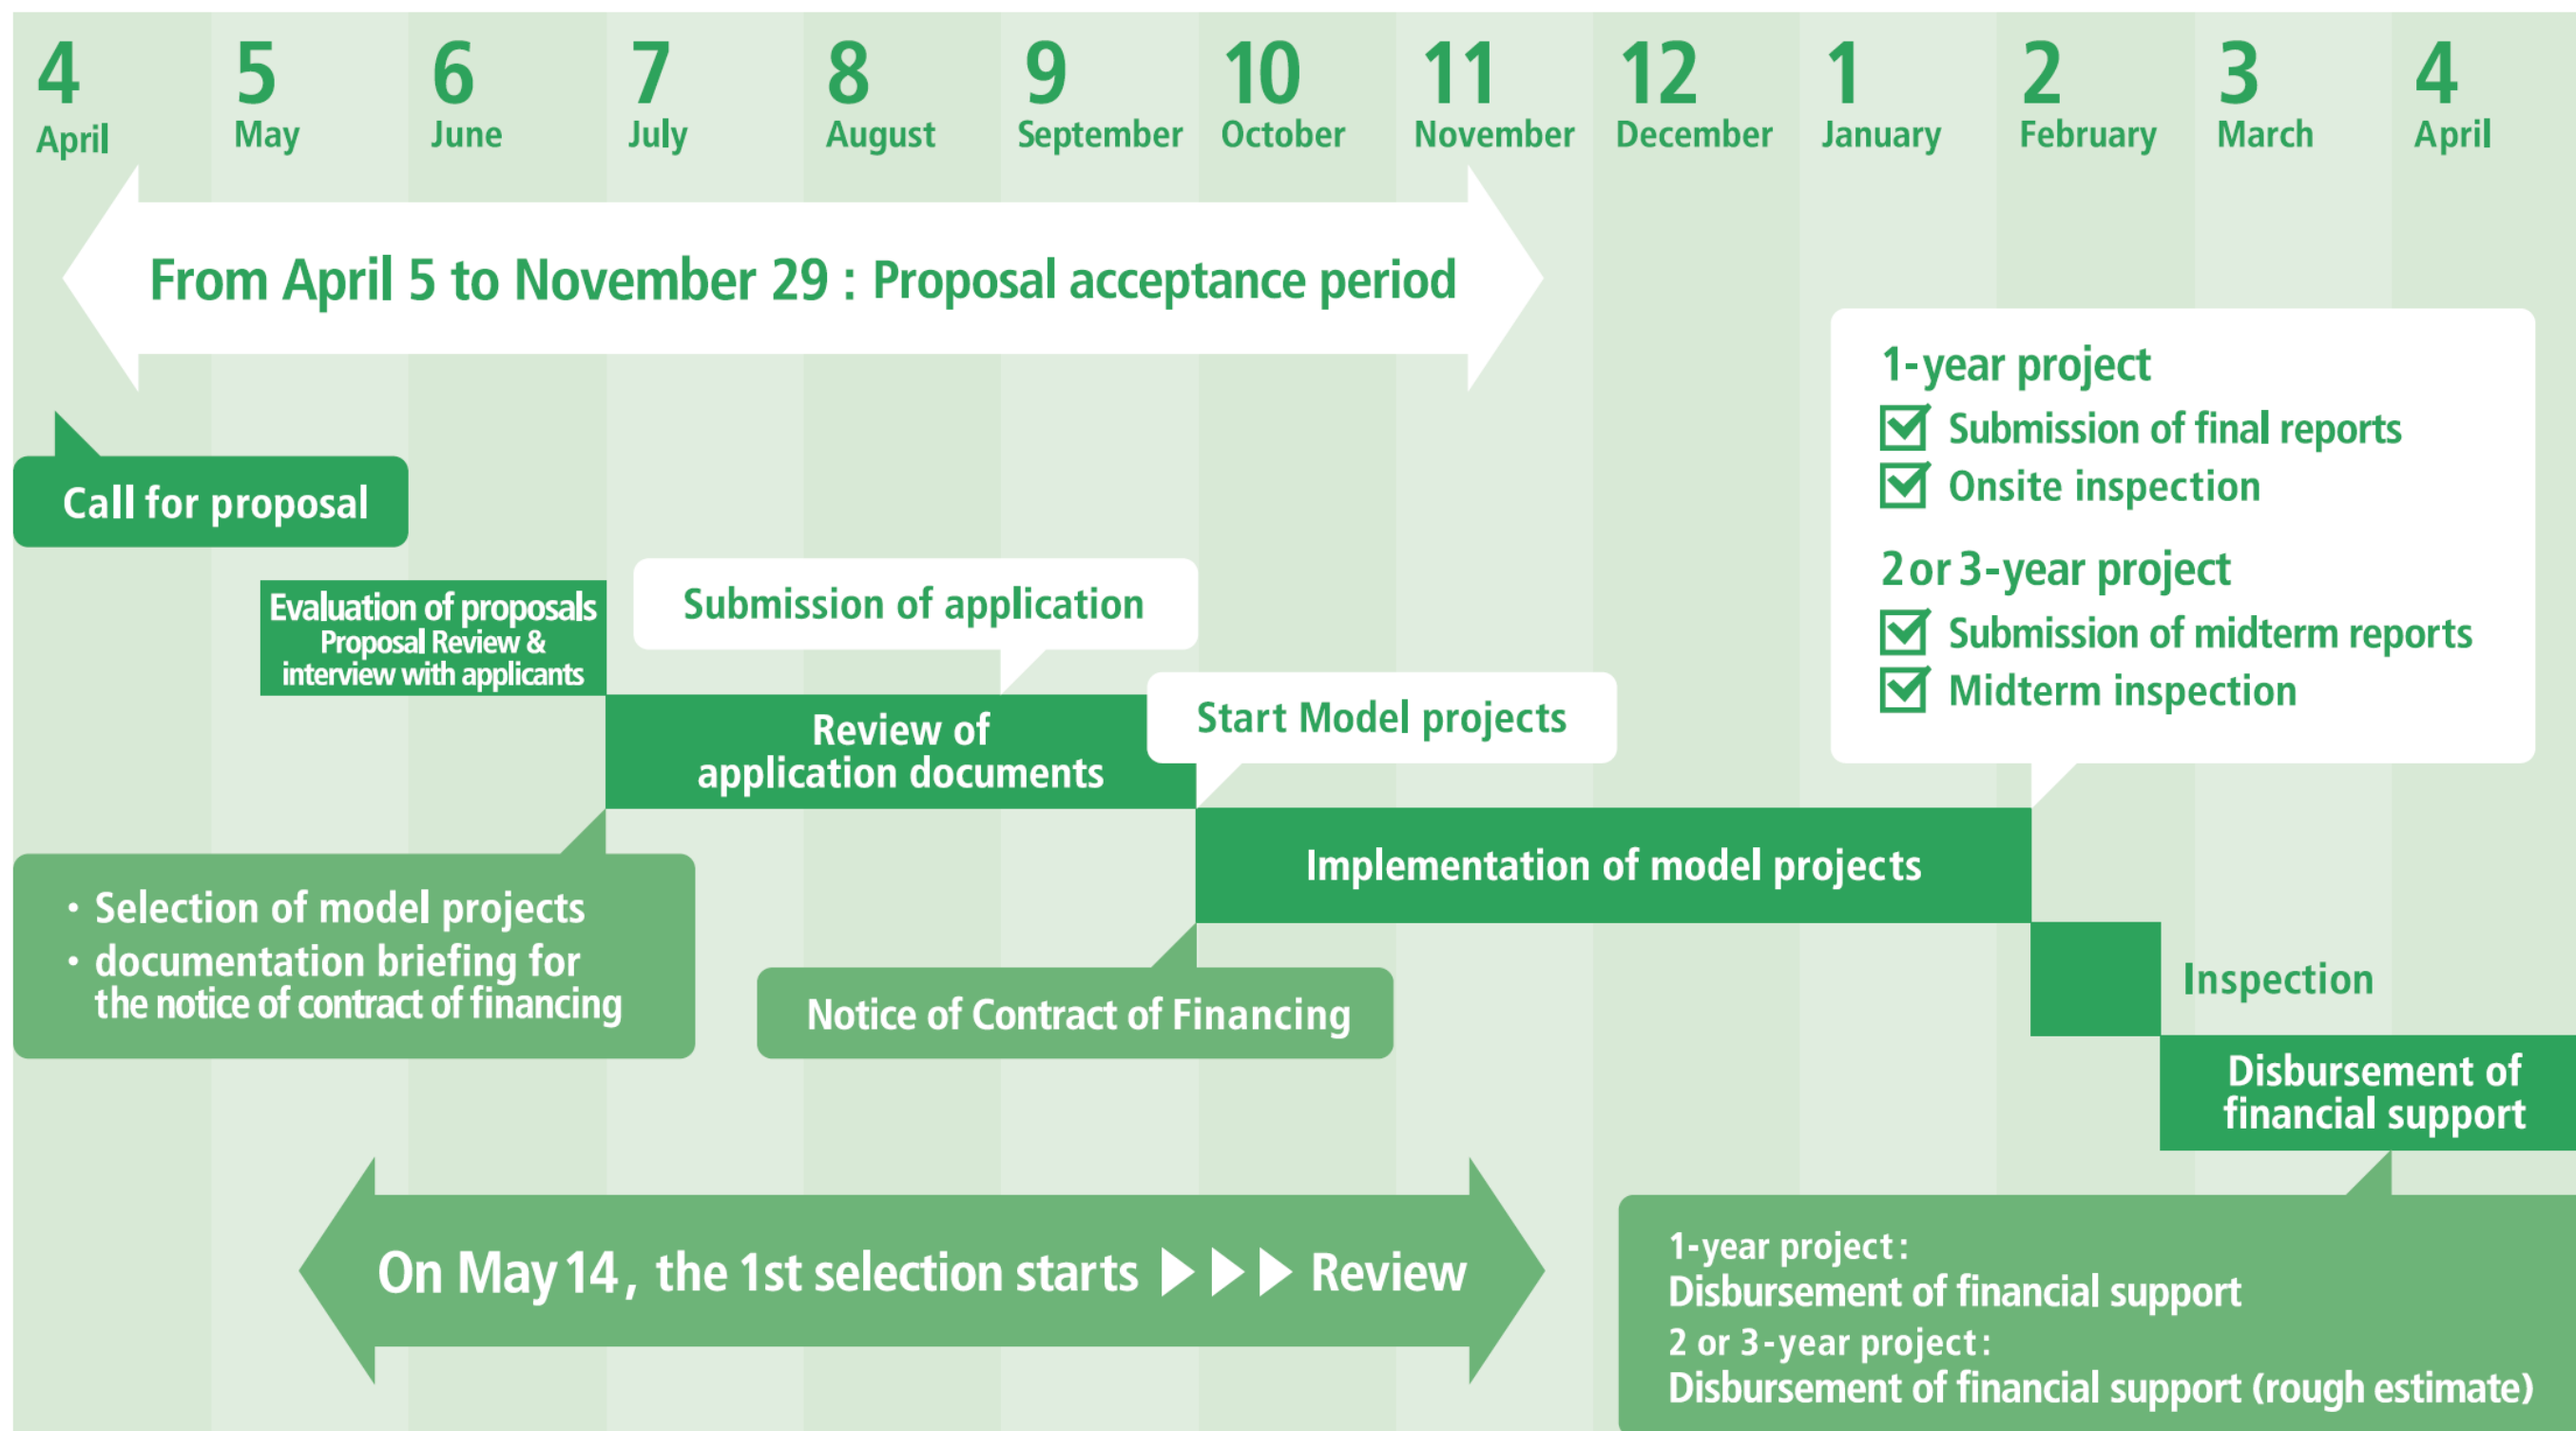 4 5 6 7 8 9 10 11 12 1 2 3 4
April May June July August September October November December January February March April
From April 5 to November 29 : Proposal acceptance period
Call for proposal
1-year project
Submission of final reports
Onsite inspection
2 or 3-year project
Submission of midterm reports
Midterm inspection
Evaluation of proposals
Proposal Review &
interview with applicants
Submission of application
Review of
application documents
Start Model projects
• Selection of model projects
• documentation briefing for
the notice of contract of financing
Implementation of model projects
Notice of Contract of Financing
Inspection
Disbursement of
financial support
On May 14, the 1st selection starts ▶▶▶ Review
1-year project:
Disbursement of financial support
2 or 3-year project:
Disbursement of financial support (rough estimate)